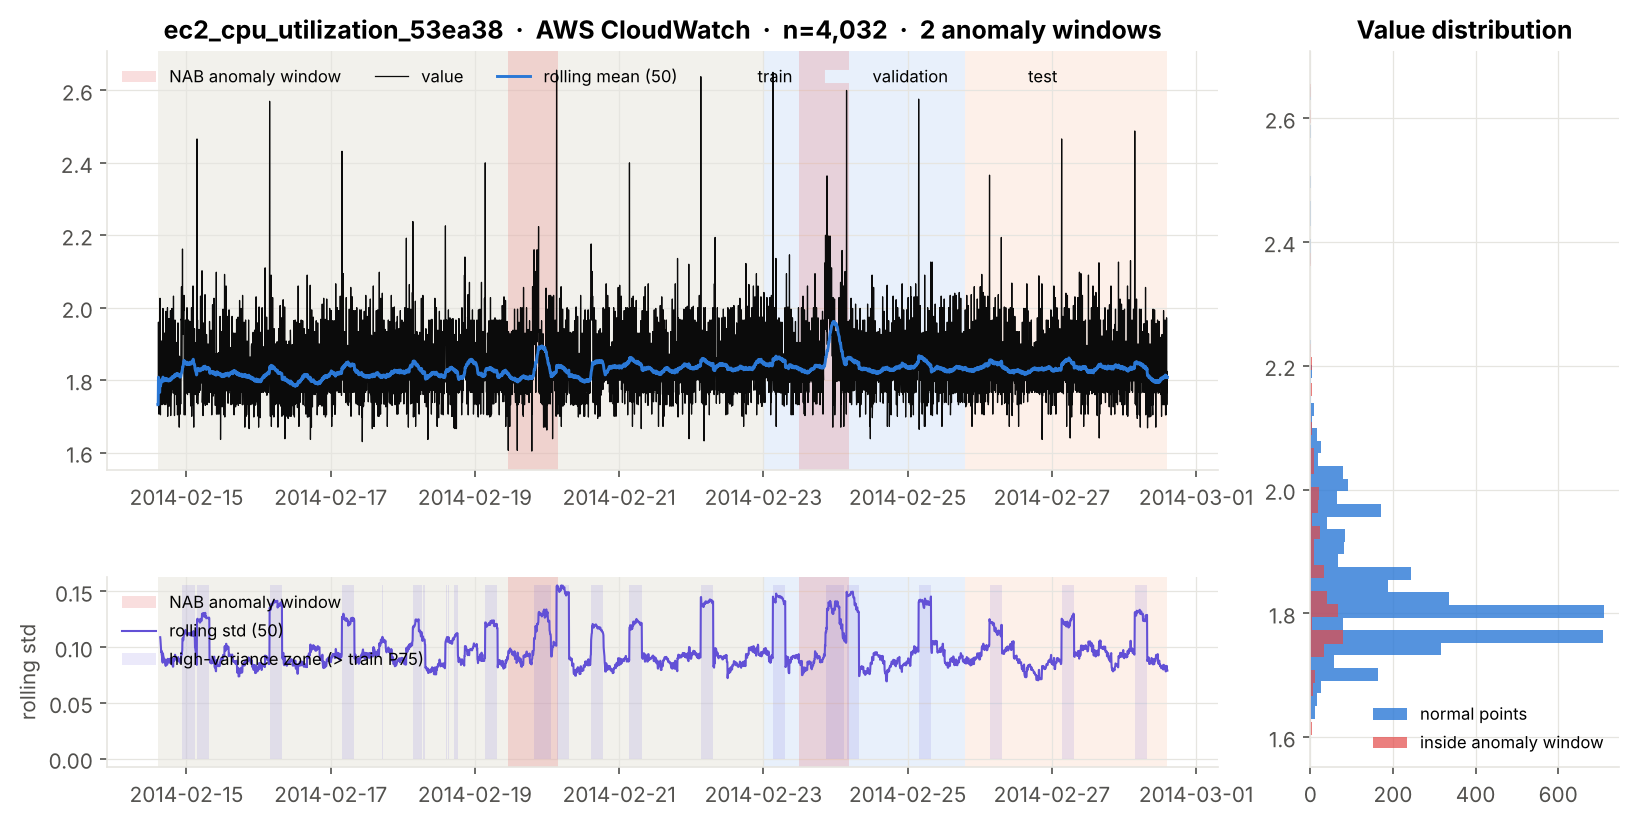 ec2_cpu_utilization_53ea38 · AWS CloudWatch · n=4,032 · 2 anomaly windows
NAB anomaly window value rolling mean (50) train validation test
2.6
2.4
2.2
2.0
1.8
1.6
2014-02-15 2014-02-17 2014-02-19 2014-02-21 2014-02-23 2014-02-25 2014-02-27 2014-03-01
rolling std
0.15
0.10
0.05
0.00
NAB anomaly window
rolling std (50)
high-variance zone (> train P75)
2014-02-15 2014-02-17 2014-02-19 2014-02-21 2014-02-23 2014-02-25 2014-02-27 2014-03-01
Value distribution
2.6
2.4
2.2
2.0
1.8
1.6
normal points
inside anomaly window
0 200 400 600